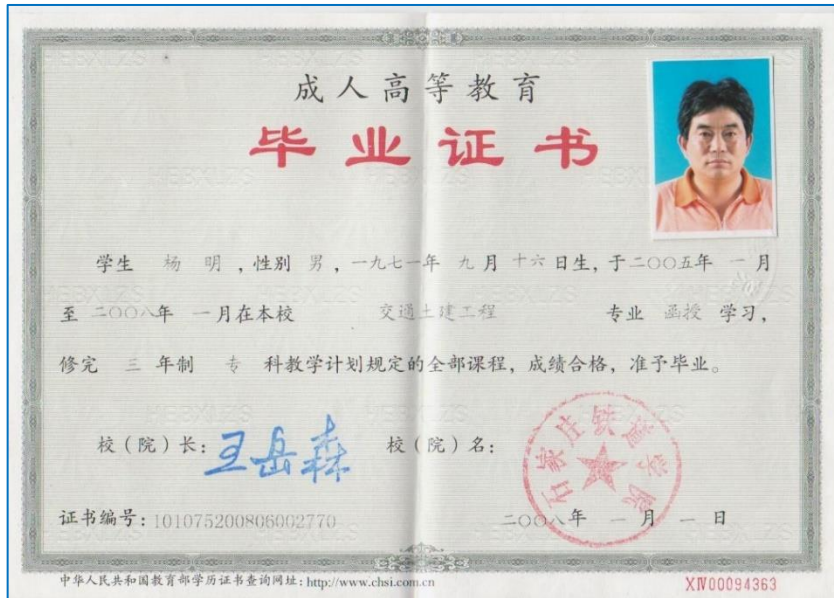 成人高等教育
毕业证书
学生 杨 明 ，性别 男 ，一九七一年 九 月 十六 日生，于二〇〇五年 一 月
至 二〇〇八年 一 月在本校 交通土建工程 专业 函授 学习，
修完 三 年制 专 科教学计划规定的全部课程，成绩合格，准予毕业。
校（院）长： 王岳森 校（院）名：
石家庄铁道学院
证书编号：101075200806002770 二〇〇八年 一 月 一 日
中华人民共和国教育部学历证书查询网址：http://www.chsi.com.cn
XⅣ00094363